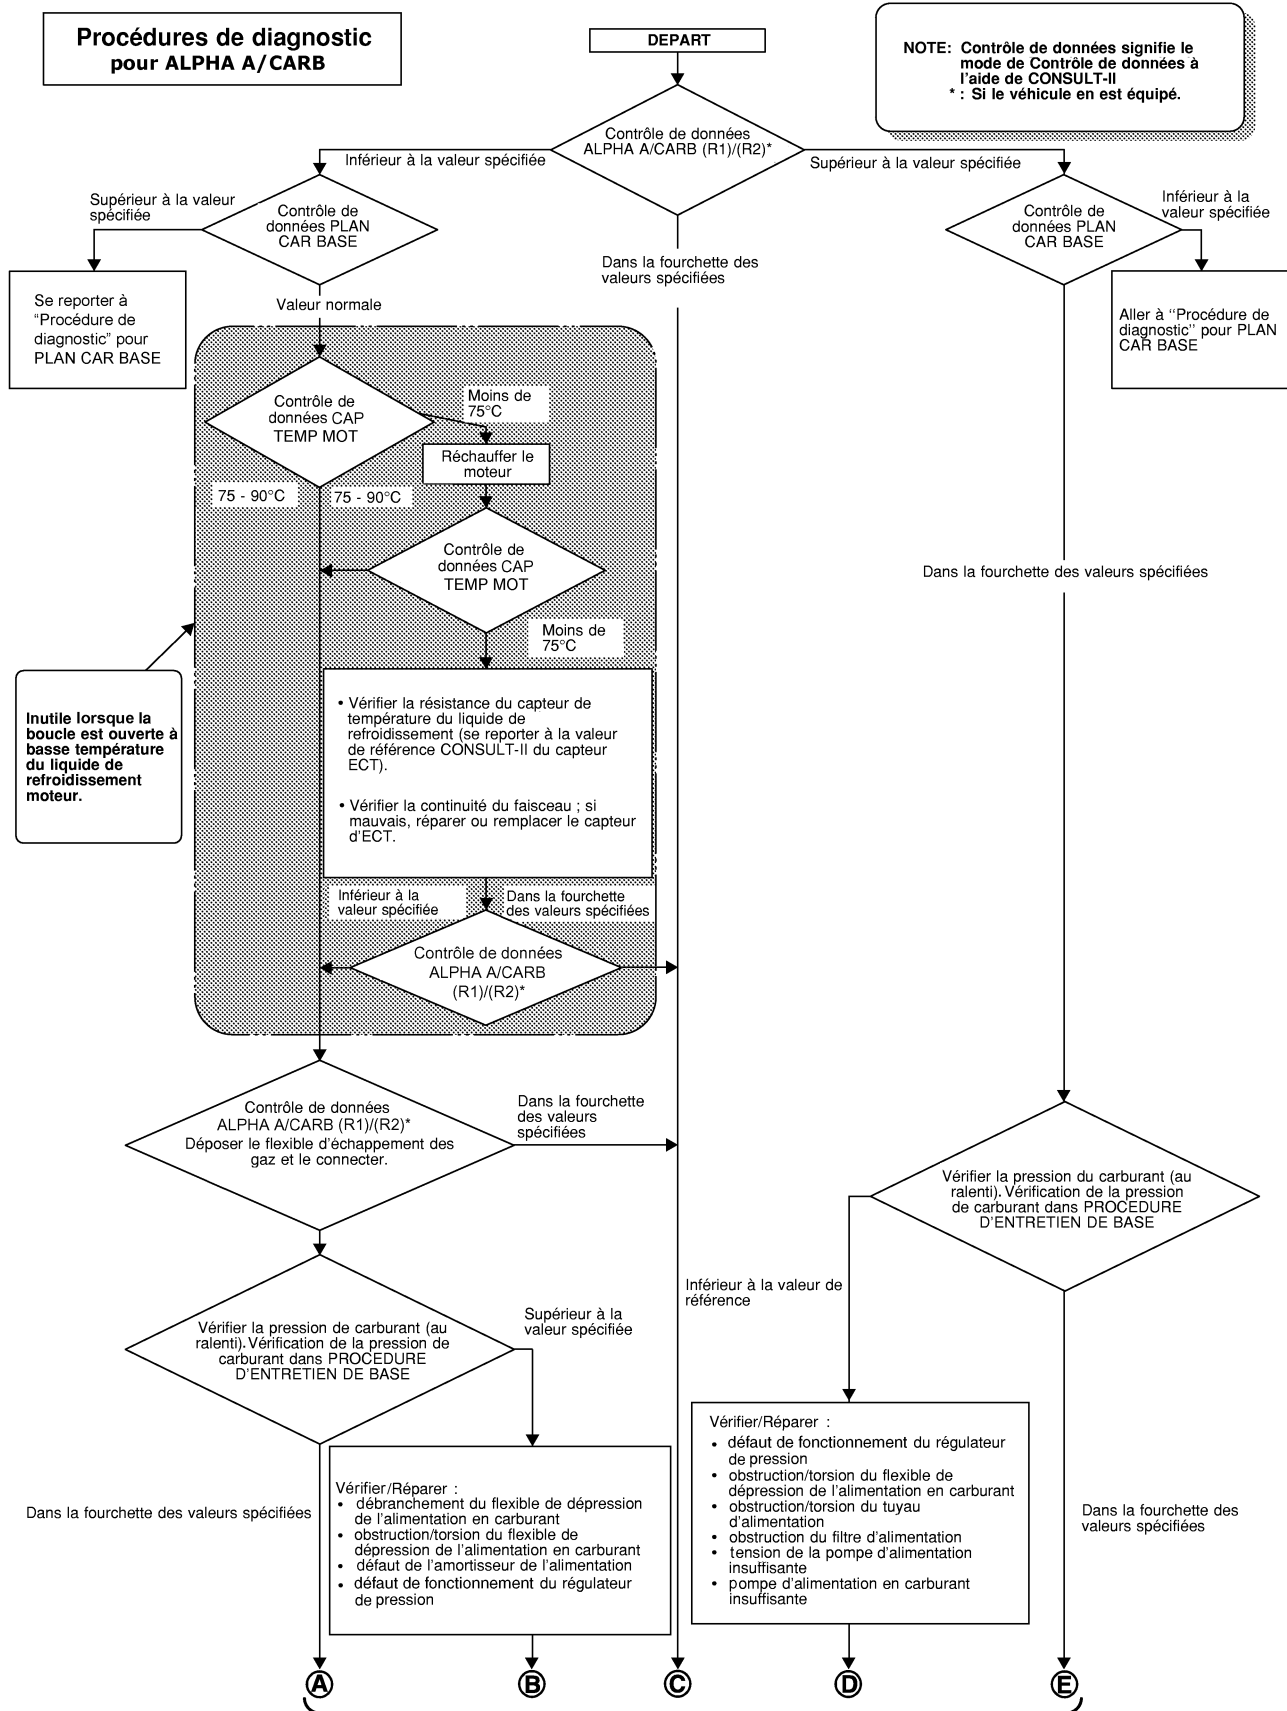 Procédures de diagnostic
pour ALPHA A/CARB
DEPART
NOTE: Contrôle de données signifie le
mode de Contrôle de données à
l'aide de CONSULT-II
* : Si le véhicule en est équipé.
Contrôle de données
ALPHA A/CARB (R1)/(R2)*
Inférieur à la valeur spécifiée
Supérieur à la valeur spécifiée
Supérieur à la valeur
spécifiée
Contrôle de
données PLAN
CAR BASE
Contrôle de
données PLAN
CAR BASE
Inférieur à la
valeur spécifiée
Dans la fourchette des
valeurs spécifiées
Se reporter à
“Procédure de
diagnostic” pour
PLAN CAR BASE
Valeur normale
Aller à ''Procédure de
diagnostic'' pour PLAN
CAR BASE
Contrôle de
données CAP
TEMP MOT
Moins de
75°C
Réchauffer le
moteur
75 - 90°C
75 - 90°C
Contrôle de
données CAP
TEMP MOT
Dans la fourchette des valeurs spécifiées
Moins de
75°C
Inutile lorsque la
boucle est ouverte à
basse température
du liquide de
refroidissement
moteur.
• Vérifier la résistance du capteur de
température du liquide de
refroidissement (se reporter à la valeur
de référence CONSULT-II du capteur
ECT).
• Vérifier la continuité du faisceau ; si
mauvais, réparer ou remplacer le capteur
d'ECT.
Inférieur à la
valeur spécifiée
Dans la fourchette
des valeurs spécifiées
Contrôle de données
ALPHA A/CARB
(R1)/(R2)*
Contrôle de données
ALPHA A/CARB (R1)/(R2)*
Déposer le flexible d'échappement des
gaz et le connecter.
Dans la fourchette
des valeurs
spécifiées
Vérifier la pression du carburant (au
ralenti). Vérification de la pression
de carburant dans PROCEDURE
D'ENTRETIEN DE BASE
Inférieur à la valeur de
référence
Vérifier la pression de carburant (au
ralenti). Vérification de la pression de
carburant dans PROCEDURE
D'ENTRETIEN DE BASE
Supérieur à la
valeur spécifiée
Dans la fourchette des valeurs spécifiées
Vérifier/Réparer :
• débranchement du flexible de dépression
de l'alimentation en carburant
• obstruction/torsion du flexible de
dépression de l'alimentation en carburant
• défaut de l'amortisseur de l'alimentation
• défaut de fonctionnement du régulateur
de pression
Vérifier/Réparer :
• défaut de fonctionnement du régulateur
de pression
• obstruction/torsion du flexible de
dépression de l'alimentation en carburant
• obstruction/torsion du tuyau
d'alimentation
• obstruction du filtre d'alimentation
• tension de la pompe d'alimentation
insuffisante
• pompe d'alimentation en carburant
insuffisante
Dans la fourchette des
valeurs spécifiées
A
B
C
D
E